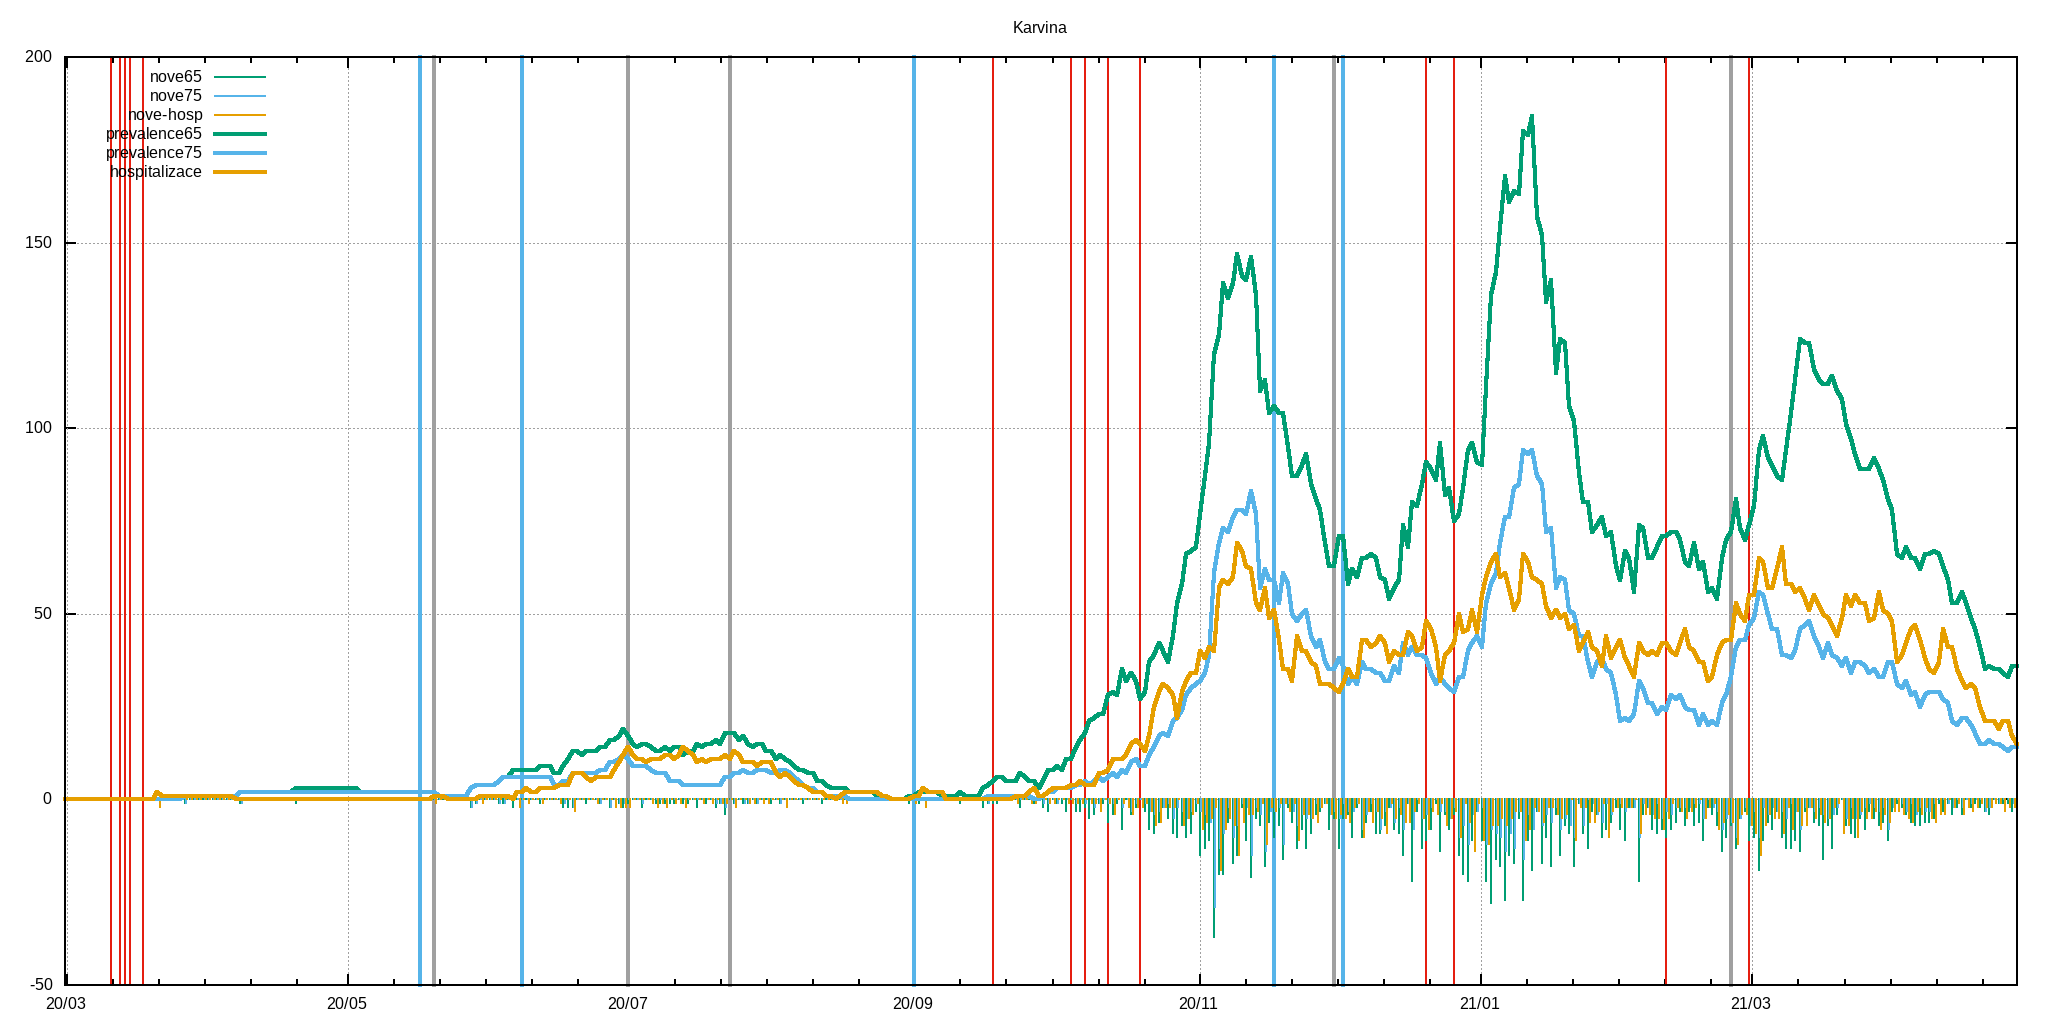 Karvina
200
150
100
50
0
-50
nove65
nove75
nove-hosp
prevalence65
prevalence75
hospitalizace
20/03 20/05 20/07 20/09 20/11 21/01 21/03